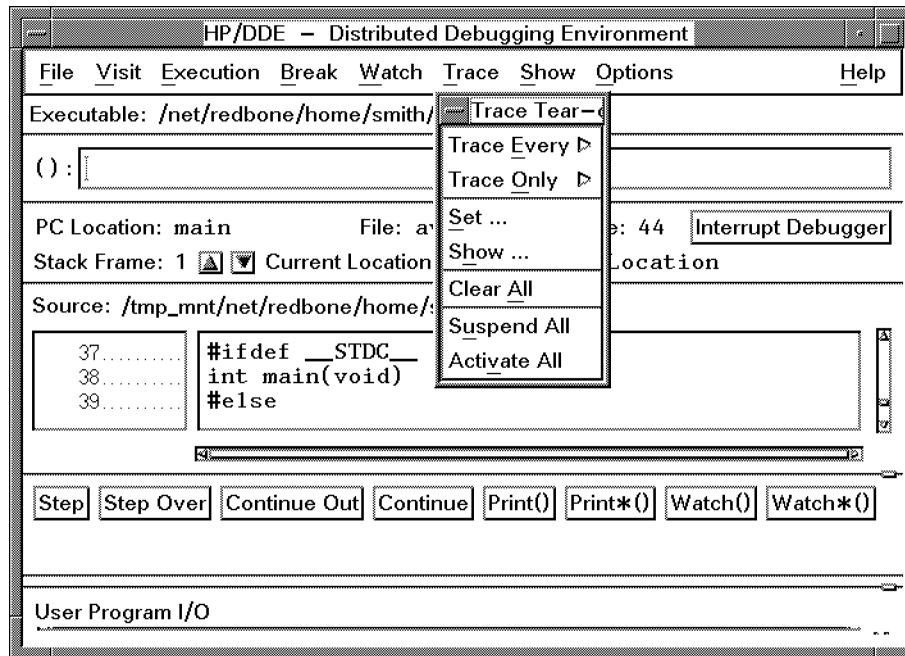 HP/DDE – Distributed Debugging Environment
File Visit Execution Break Watch Trace Show Options Help
Executable: /net/redbone/home/smith/
Trace Tear-
Trace Every
Trace Only
Set ...
Show ...
Clear All
Suspend All
Activate All
():
PC Location: main File: a : 44 Interrupt Debugger
Stack Frame: 1 Current Location Location
Source: /tmp_mnt/net/redbone/home/
37..........
38..........
39..........
#ifdef __STDC__
int main(void)
#else
Step Step Over Continue Out Continue Print() Print*() Watch() Watch*()
User Program I/O